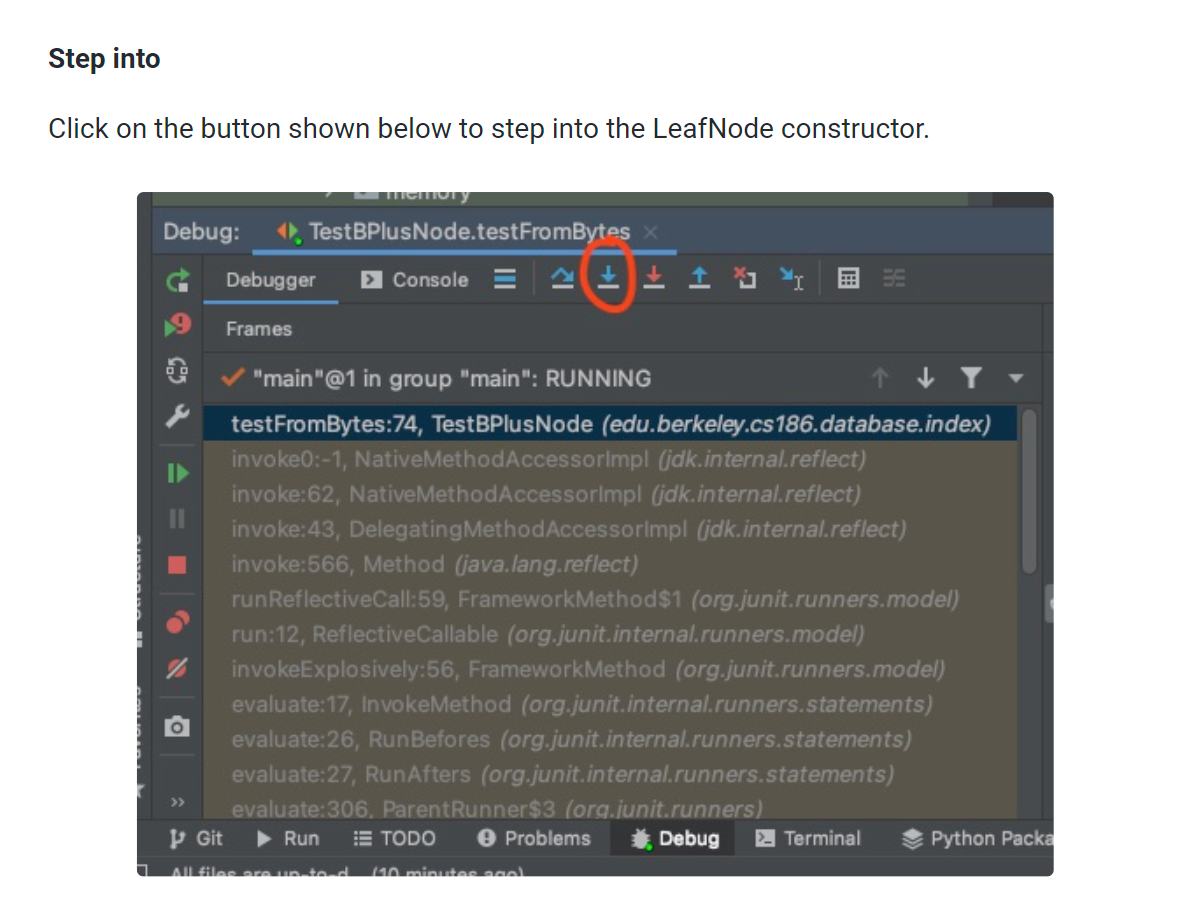 Step into
Click on the button shown below to step into the LeafNode constructor.
memory
Debug: TestBPlusNode.testFromBytes
Debugger Console
Frames
"main"@1 in group "main": RUNNING
testFromBytes:74, TestBPlusNode (edu.berkeley.cs186.database.index)
invoke0:-1, NativeMethodAccessorImpl (jdk.internal.reflect)
invoke:62, NativeMethodAccessorImpl (jdk.internal.reflect)
invoke:43, DelegatingMethodAccessorImpl (jdk.internal.reflect)
invoke:566, Method (java.lang.reflect)
runReflectiveCall:59, FrameworkMethod$1 (org.junit.runners.model)
run:12, ReflectiveCallable (org.junit.internal.runners.model)
invokeExplosively:56, FrameworkMethod (org.junit.runners.model)
evaluate:17, InvokeMethod (org.junit.internal.runners.statements)
evaluate:26, RunBefores (org.junit.internal.runners.statements)
evaluate:27, RunAfters (org.junit.internal.runners.statements)
evaluate:306, ParentRunner$3 (org.junit.runners)
Git Run TODO Problems Debug Terminal Python Packa
All files are up-to-d (10 minutes ago)